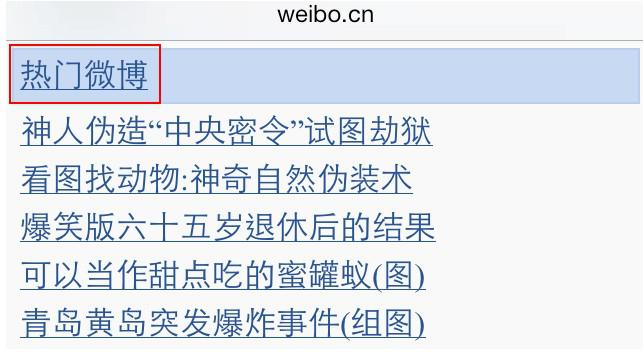 weibo.cn
热门微博
神人伪造“中央密令”试图劫狱
看图找动物:神奇自然伪装术
爆笑版六十五岁退休后的结果
可以当作甜点吃的蜜罐蚁(图)
青岛黄岛突发爆炸事件(组图)